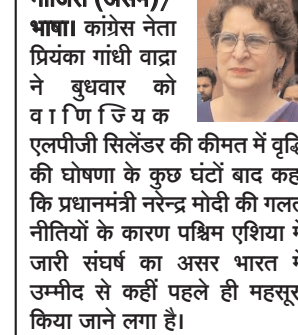 (असम)/
भाषा। कांग्रेस नेता
प्रियंका गांधी वाद्रा
ने बुधवार को
वाणिज्यिक
एलपीजी सिलेंडर की कीमत में वृद्धि
की घोषणा के कुछ घंटों बाद कहा
कि प्रधानमंत्री नरेन्द्र मोदी की गलत
नीतियों के कारण पश्चिम एशिया में
जारी संघर्ष का असर भारत में
उम्मीद से कहीं पहले ही महसूस
किया जाने लगा है।